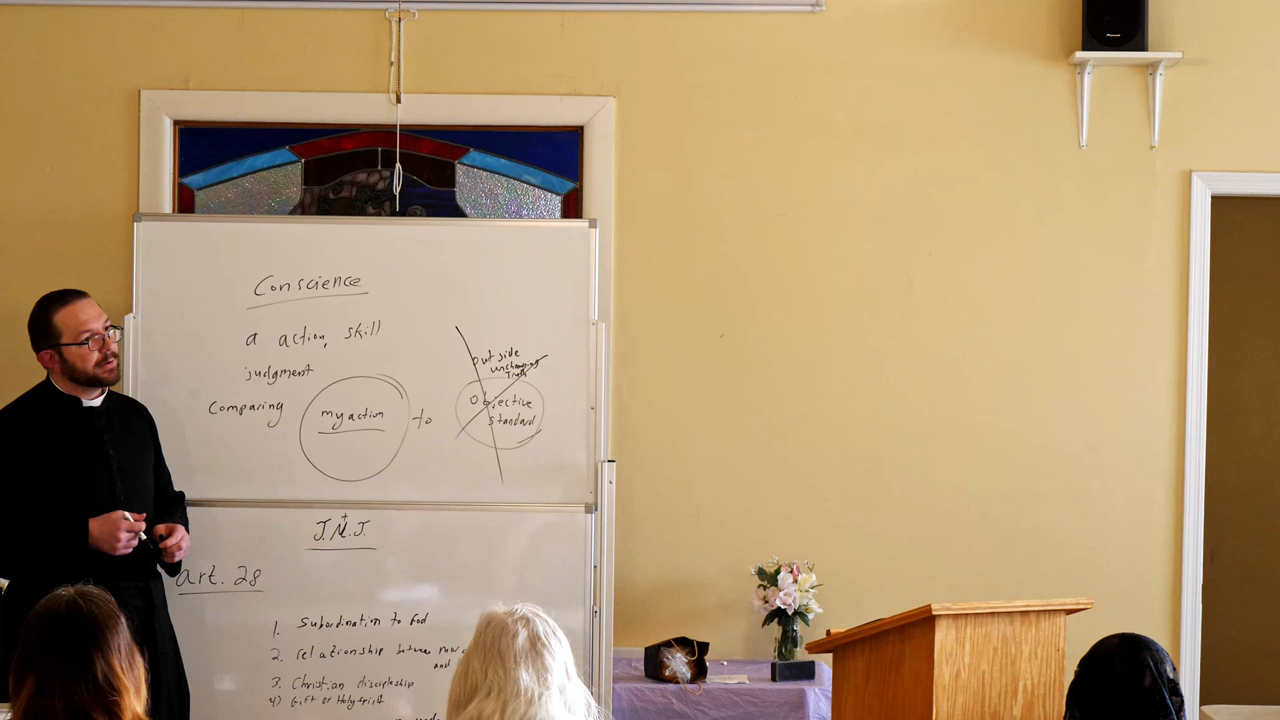 Conscience
a action, skill
judgment
Comparing my action to
Outside
unchanging
Truth
Objective
standard
J.M.J.
art. 28
1. Subordination to God
2. relationship between
and
3. Christian discipleship
4) Gift of Holy Spirit